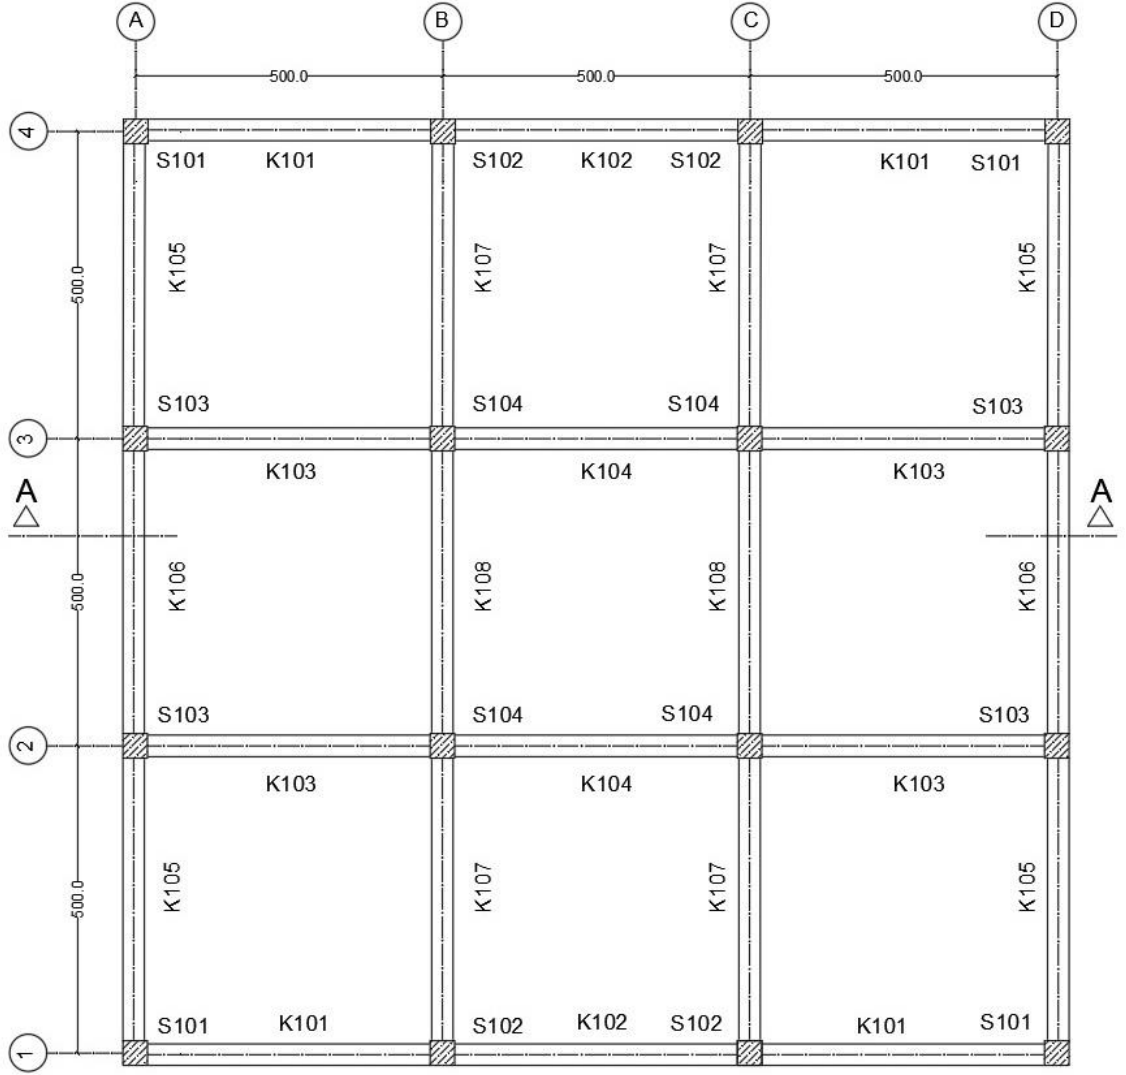 A B C D
500.0 500.0 500.0
4
S101 K101 S102 K102 S102 K101 S101
K105 K107 K107 K105
500.0
S103 S104 S104 S103
3
K103 K104 K103
A A
K106 K108 K108 K106
500.0
S103 S104 S104 S103
2
K103 K104 K103
K105 K107 K107 K105
500.0
S101 K101 S102 K102 S102 K101 S101
1